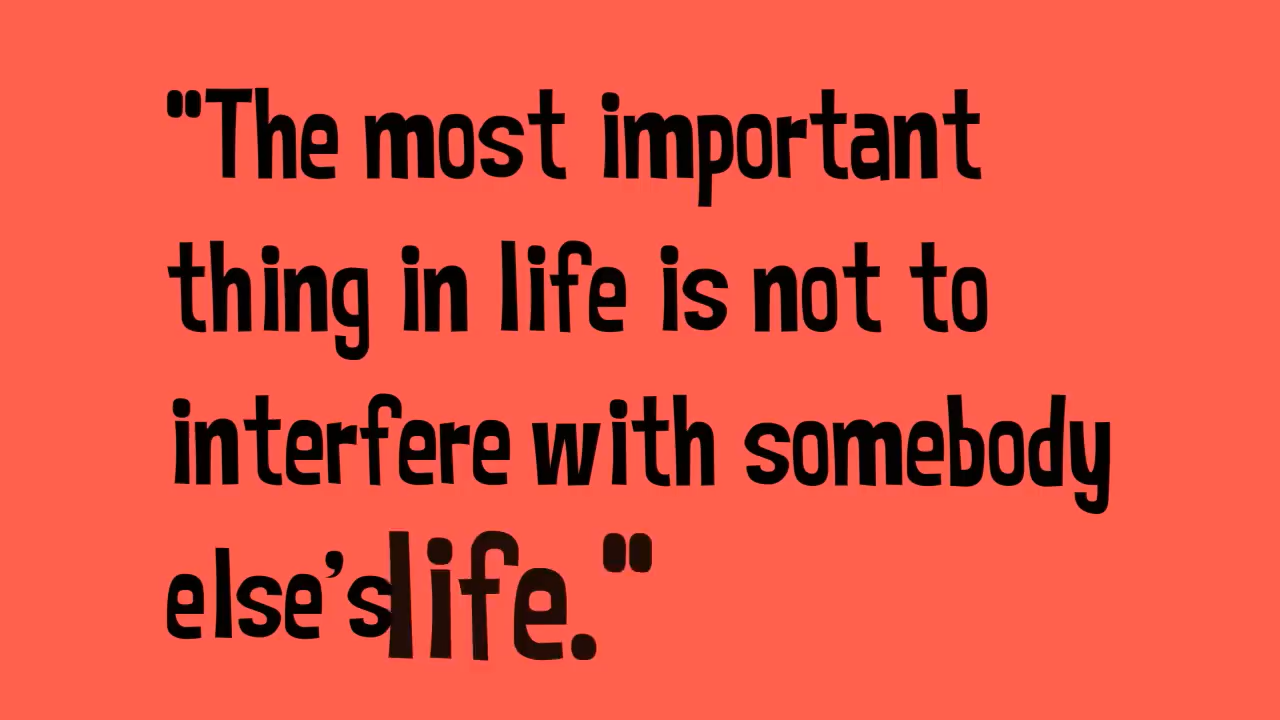 "The most important
thing in life is not to
interfere with somebody
else’s life."